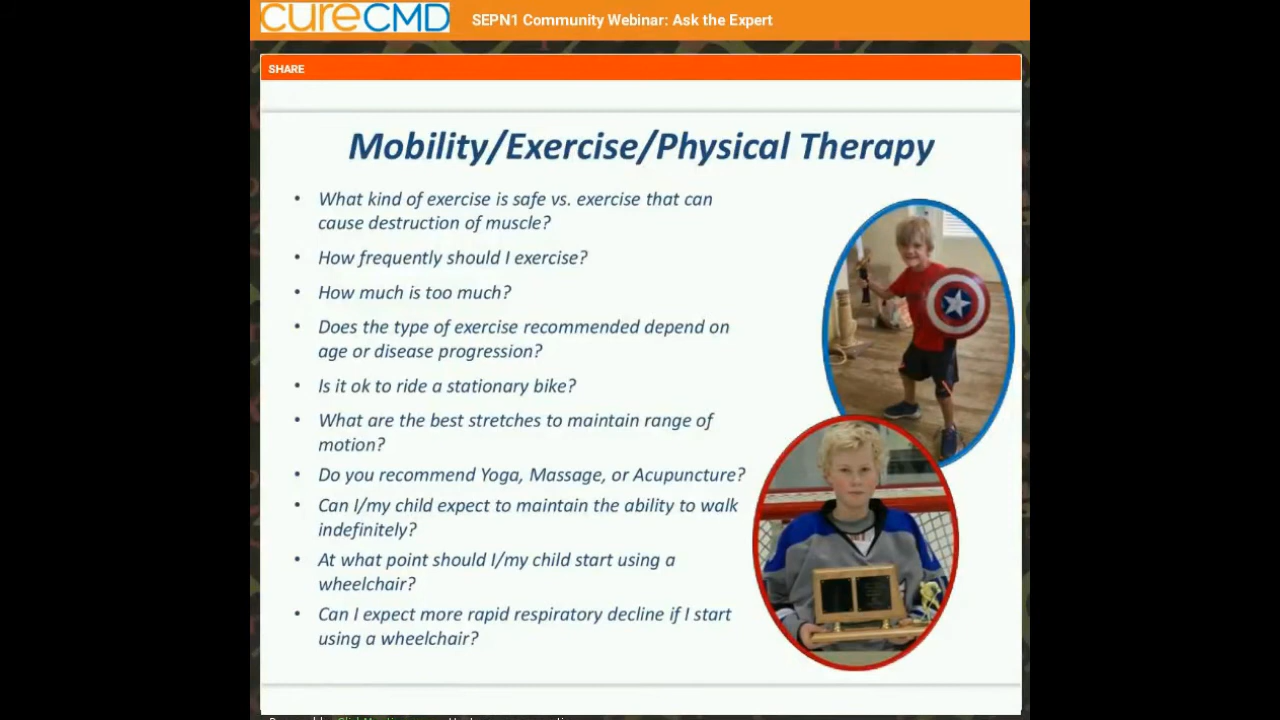 cureCMD SEPN1 Community Webinar: Ask the Expert
SHARE
Mobility/Exercise/Physical Therapy
• What kind of exercise is safe vs. exercise that can
cause destruction of muscle?
• How frequently should I exercise?
• How much is too much?
• Does the type of exercise recommended depend on
age or disease progression?
• Is it ok to ride a stationary bike?
• What are the best stretches to maintain range of
motion?
• Do you recommend Yoga, Massage, or Acupuncture?
• Can I/my child expect to maintain the ability to walk
indefinitely?
• At what point should I/my child start using a
wheelchair?
• Can I expect more rapid respiratory decline if I start
using a wheelchair?